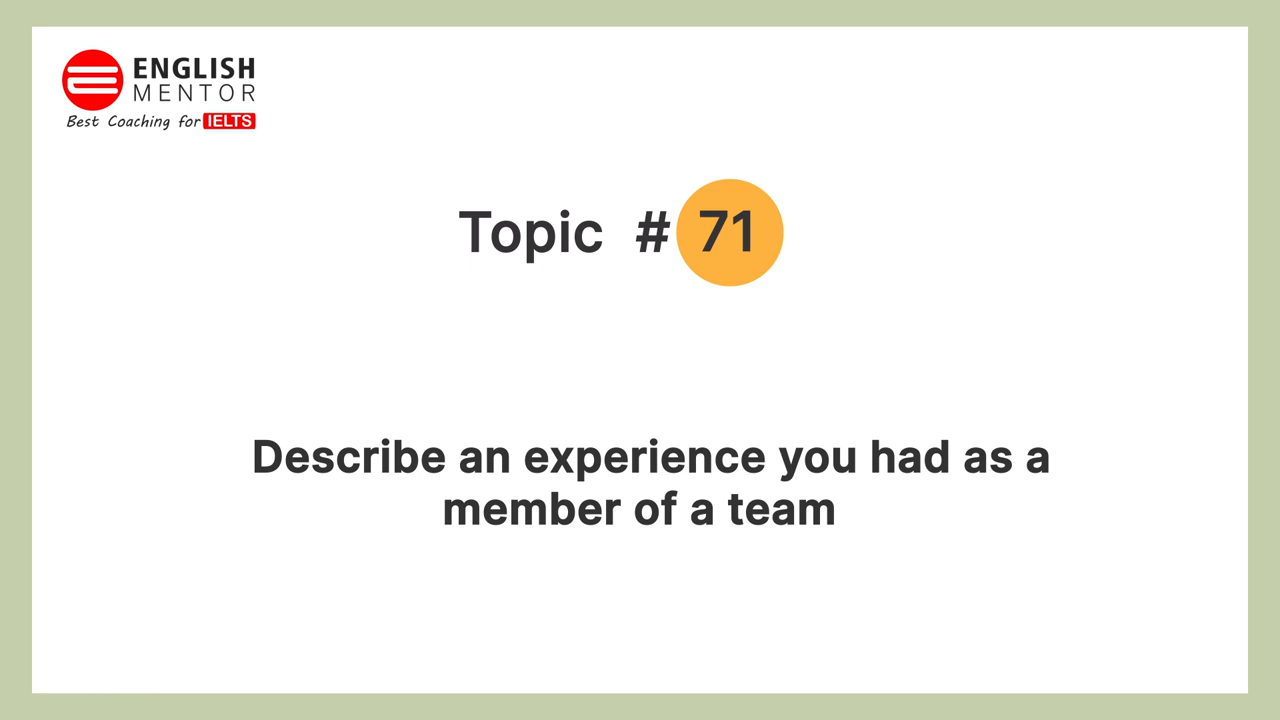 ENGLISH
MENTOR
Best Coaching for IELTS
Topic # 71
Describe an experience you had as a
member of a team